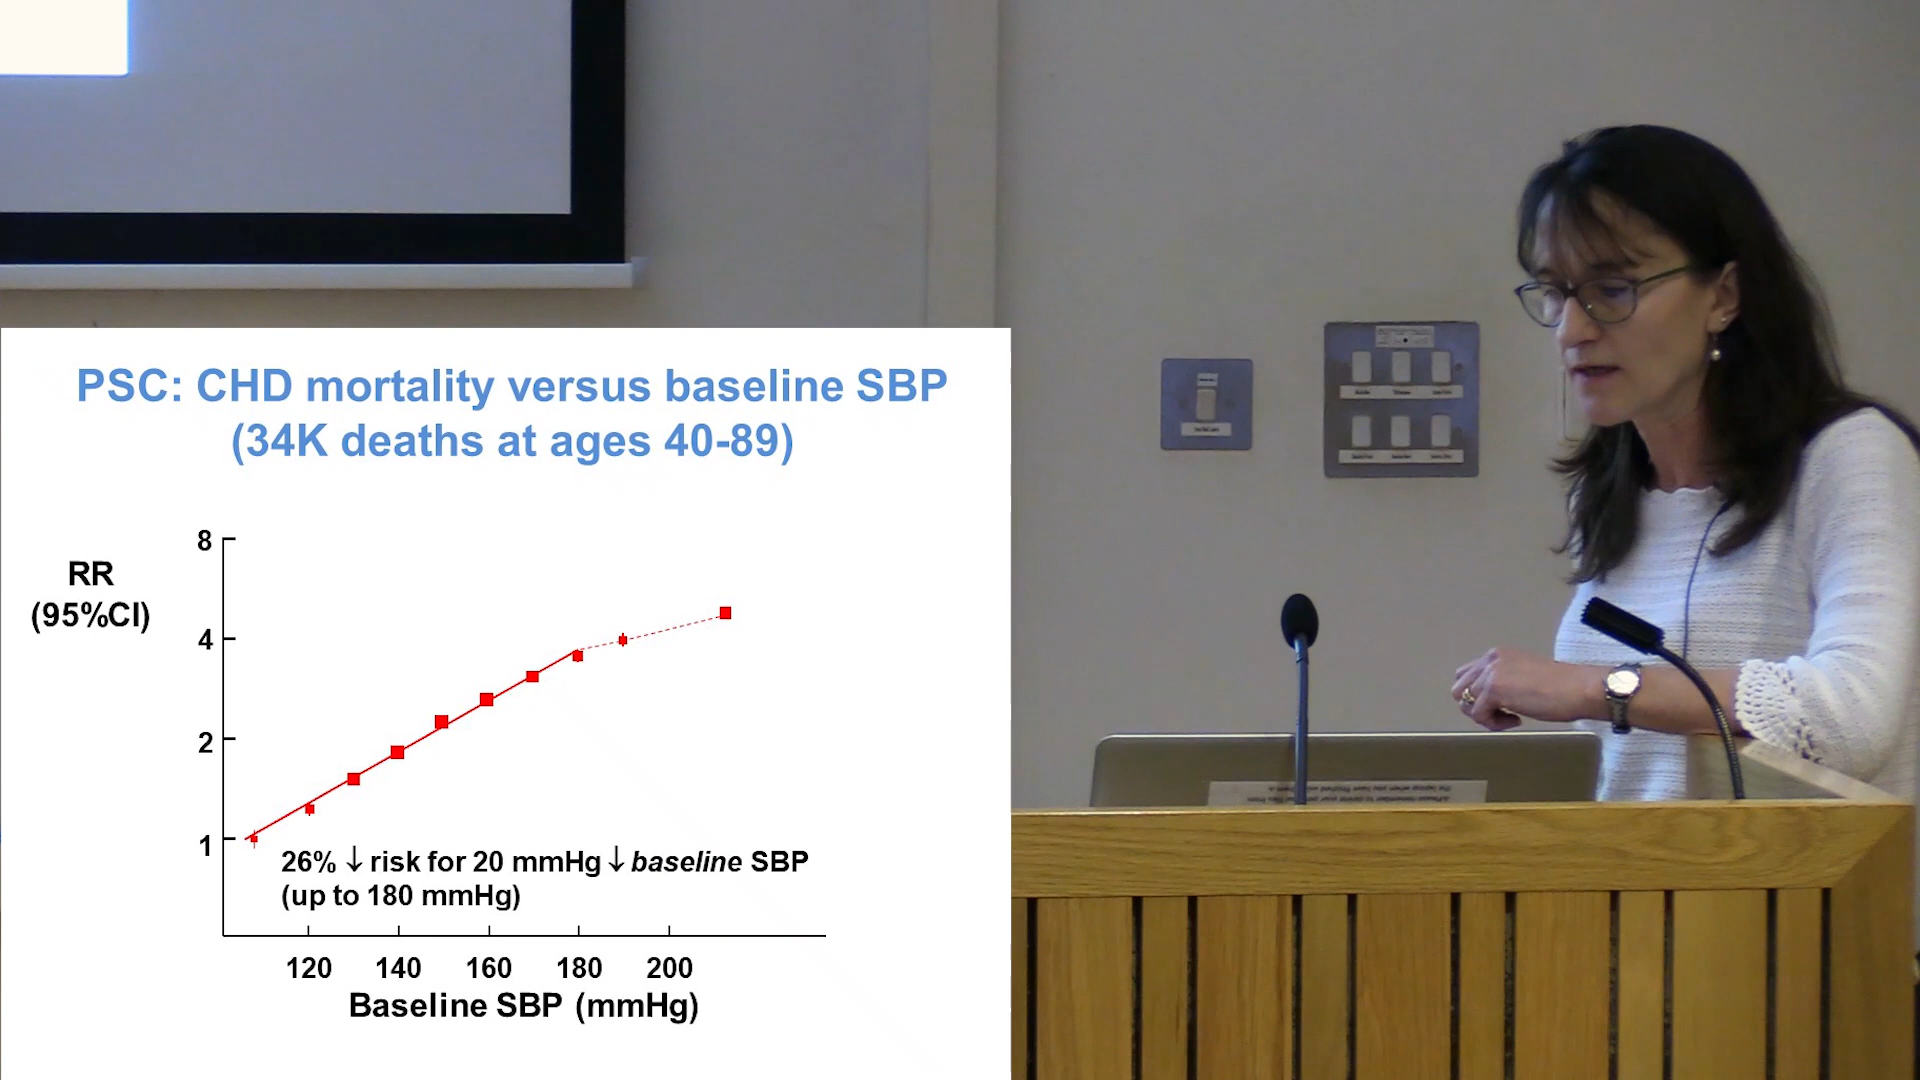 PSC: CHD mortality versus baseline SBP
(34K deaths at ages 40-89)
RR
(95%CI)
8
4
2
1
26% ↓ risk for 20 mmHg ↓ baseline SBP
(up to 180 mmHg)
120 140 160 180 200
Baseline SBP (mmHg)